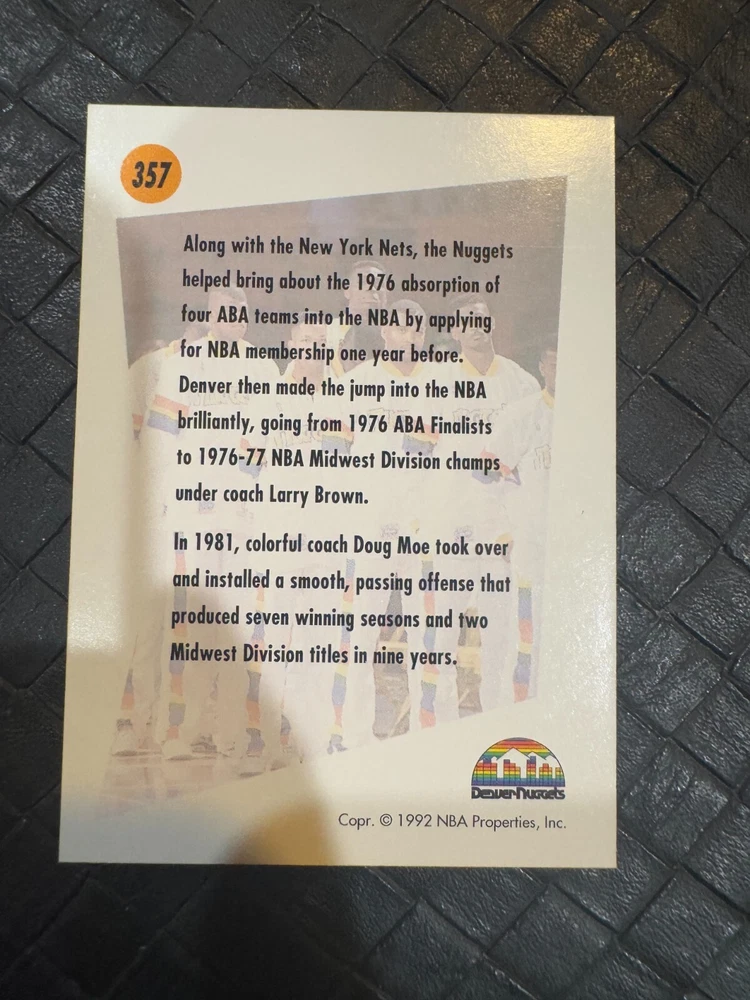 357
Along with the New York Nets, the Nuggets
helped bring about the 1976 absorption of
four ABA teams into the NBA by applying
for NBA membership one year before.
Denver then made the jump into the NBA
brilliantly, going from 1976 ABA Finalists
to 1976-77 NBA Midwest Division champs
under coach Larry Brown.
In 1981, colorful coach Doug Moe took over
and installed a smooth, passing offense that
produced seven winning seasons and two
Midwest Division titles in nine years.
Denver Nuggets
Copr. © 1992 NBA Properties, Inc.